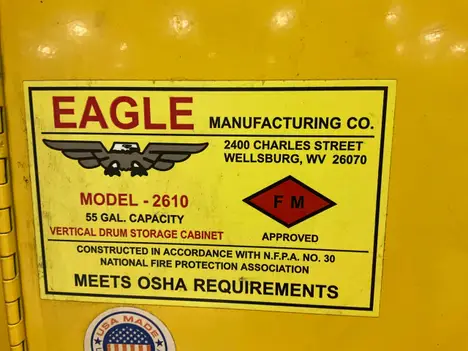 EAGLE MANUFACTURING CO.
2400 CHARLES STREET
WELLSBURG, WV 26070
MODEL - 2610
55 GAL. CAPACITY
VERTICAL DRUM STORAGE CABINET
F M
APPROVED
CONSTRUCTED IN ACCORDANCE WITH N.F.P.A. NO. 30
NATIONAL FIRE PROTECTION ASSOCIATION
MEETS OSHA REQUIREMENTS
USA MADE